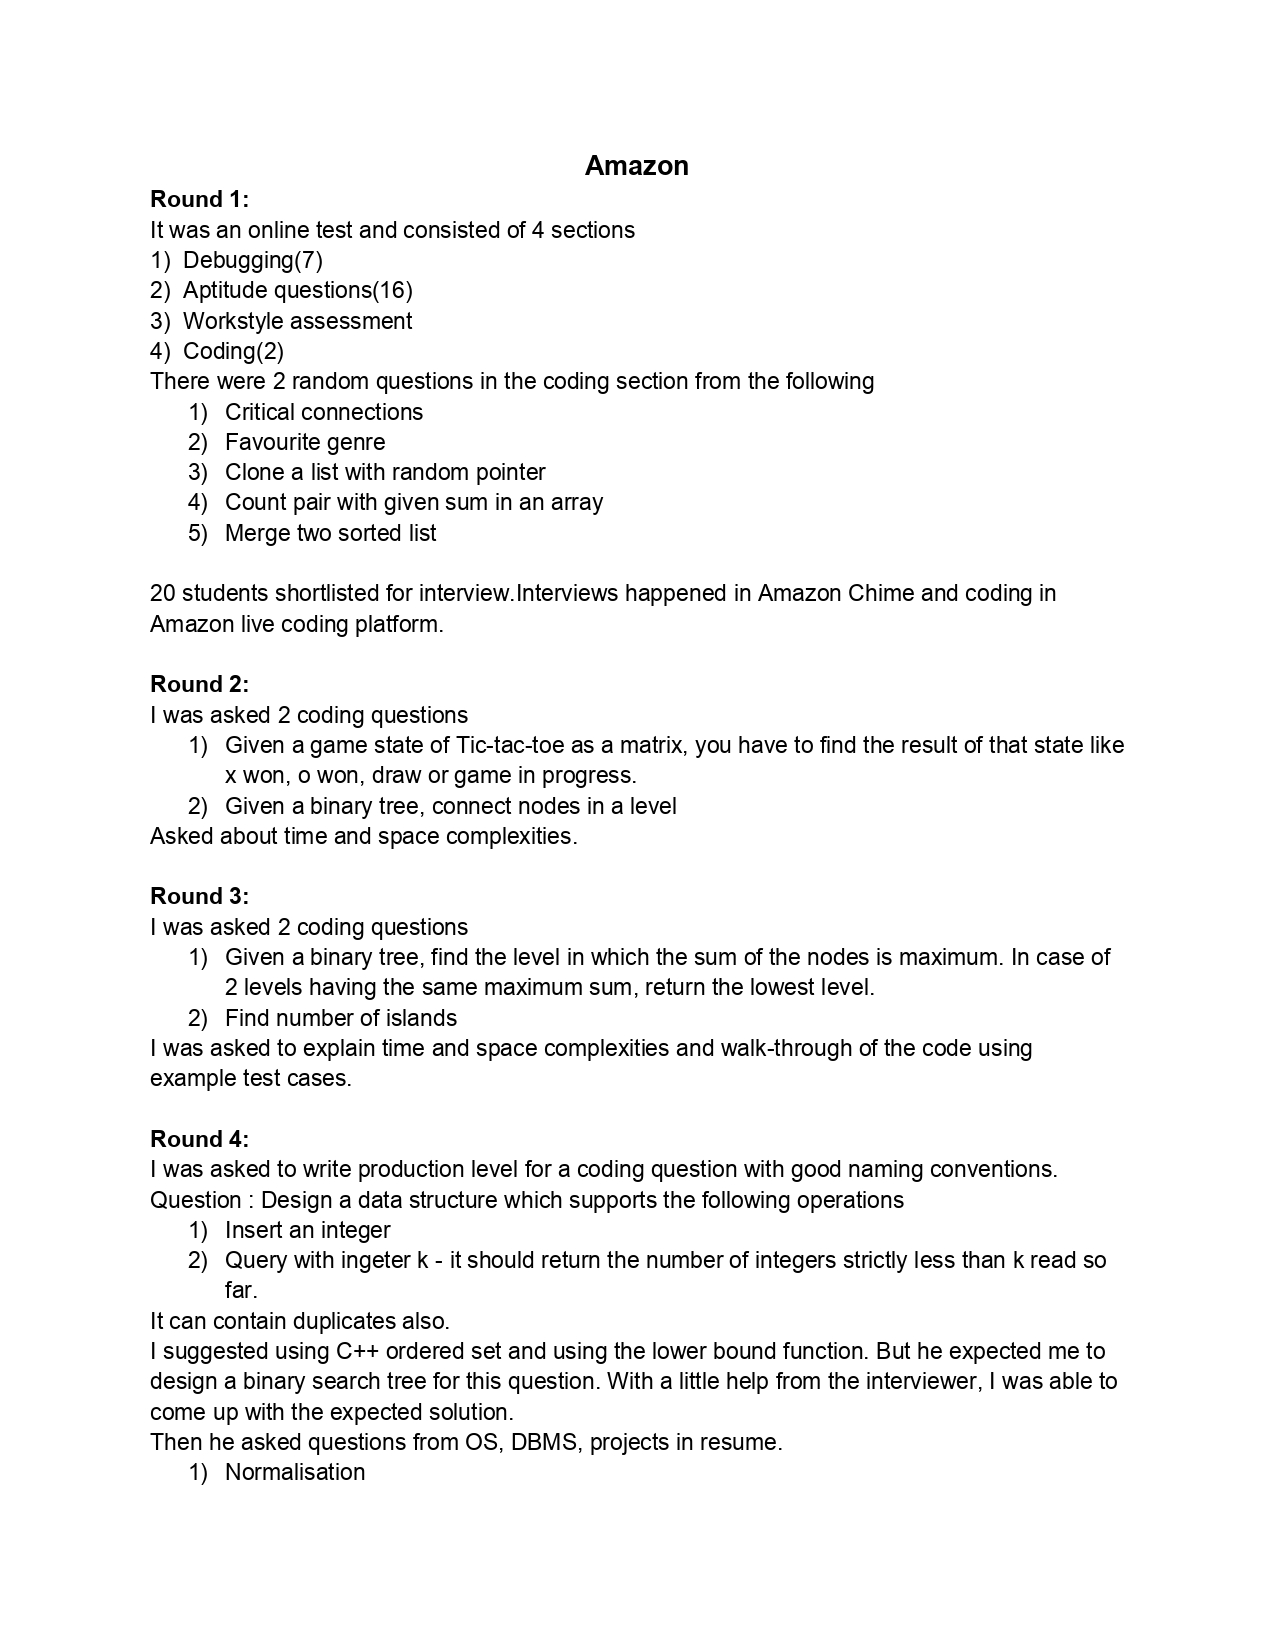 Amazon
Round 1:
It was an online test and consisted of 4 sections
1) Debugging(7)
2) Aptitude questions(16)
3) Workstyle assessment
4) Coding(2)
There were 2 random questions in the coding section from the following
1) Critical connections
2) Favourite genre
3) Clone a list with random pointer
4) Count pair with given sum in an array
5) Merge two sorted list
20 students shortlisted for interview.Interviews happened in Amazon Chime and coding in
Amazon live coding platform.
Round 2:
I was asked 2 coding questions
1) Given a game state of Tic-tac-toe as a matrix, you have to find the result of that state like
x won, o won, draw or game in progress.
2) Given a binary tree, connect nodes in a level
Asked about time and space complexities.
Round 3:
I was asked 2 coding questions
1) Given a binary tree, find the level in which the sum of the nodes is maximum. In case of
2 levels having the same maximum sum, return the lowest level.
2) Find number of islands
I was asked to explain time and space complexities and walk-through of the code using
example test cases.
Round 4:
I was asked to write production level for a coding question with good naming conventions.
Question : Design a data structure which supports the following operations
1) Insert an integer
2) Query with ingeter k - it should return the number of integers strictly less than k read so
far.
It can contain duplicates also.
I suggested using C++ ordered set and using the lower bound function. But he expected me to
design a binary search tree for this question. With a little help from the interviewer, I was able to
come up with the expected solution.
Then he asked questions from OS, DBMS, projects in resume.
1) Normalisation